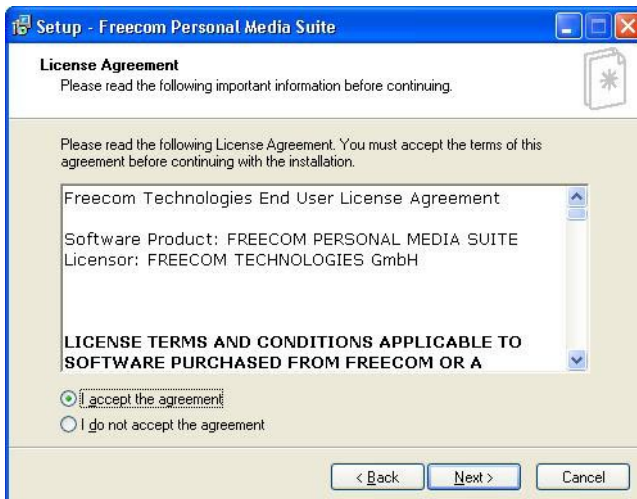 Setup - Freecom Personal Media Suite
License Agreement
Please read the following important information before continuing.
Please read the following License Agreement. You must accept the terms of this
agreement before continuing with the installation.
Freecom Technologies End User License Agreement
Software Product: FREECOM PERSONAL MEDIA SUITE
Licensor: FREECOM TECHNOLOGIES GmbH
LICENSE TERMS AND CONDITIONS APPLICABLE TO
SOFTWARE PURCHASED FROM FREECOM OR A
I accept the agreement
I do not accept the agreement
< Back Next > Cancel